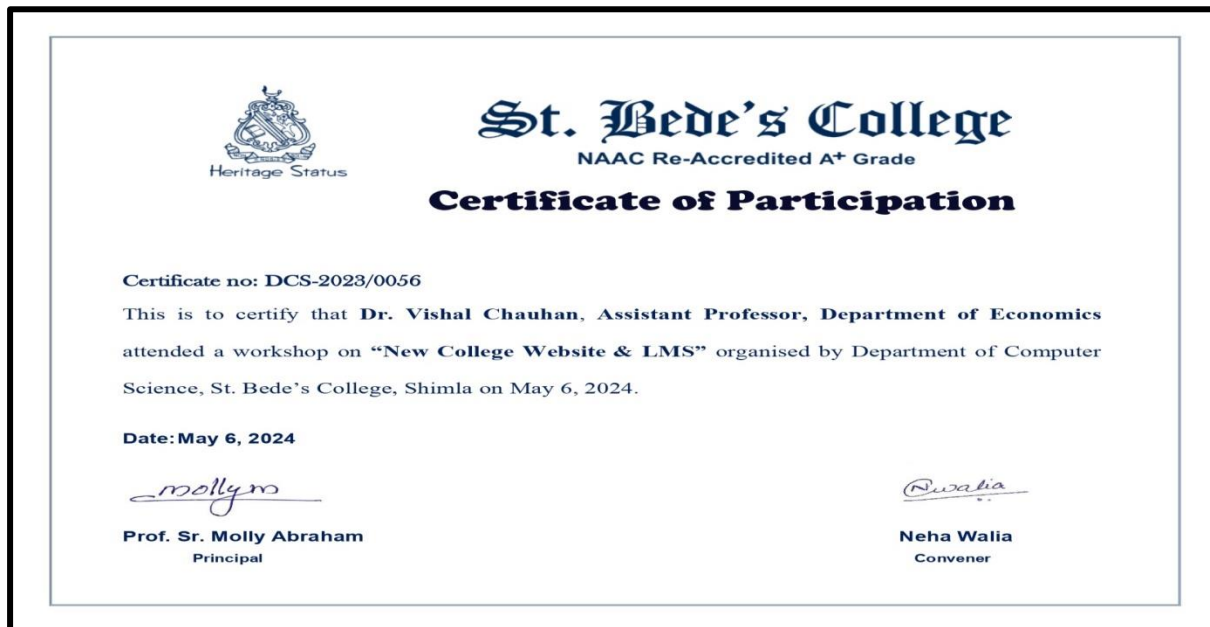 St. Bede's College
NAAC Re-Accredited A+ Grade
Heritage Status
Certificate of Participation
Certificate no: DCS-2023/0056
This is to certify that Dr. Vishal Chauhan, Assistant Professor, Department of Economics
attended a workshop on “New College Website & LMS” organised by Department of Computer
Science, St. Bede’s College, Shimla on May 6, 2024.
Date:May 6, 2024
mollym
Nwalia
Prof. Sr. Molly Abraham
Neha Walia
Principal
Convener